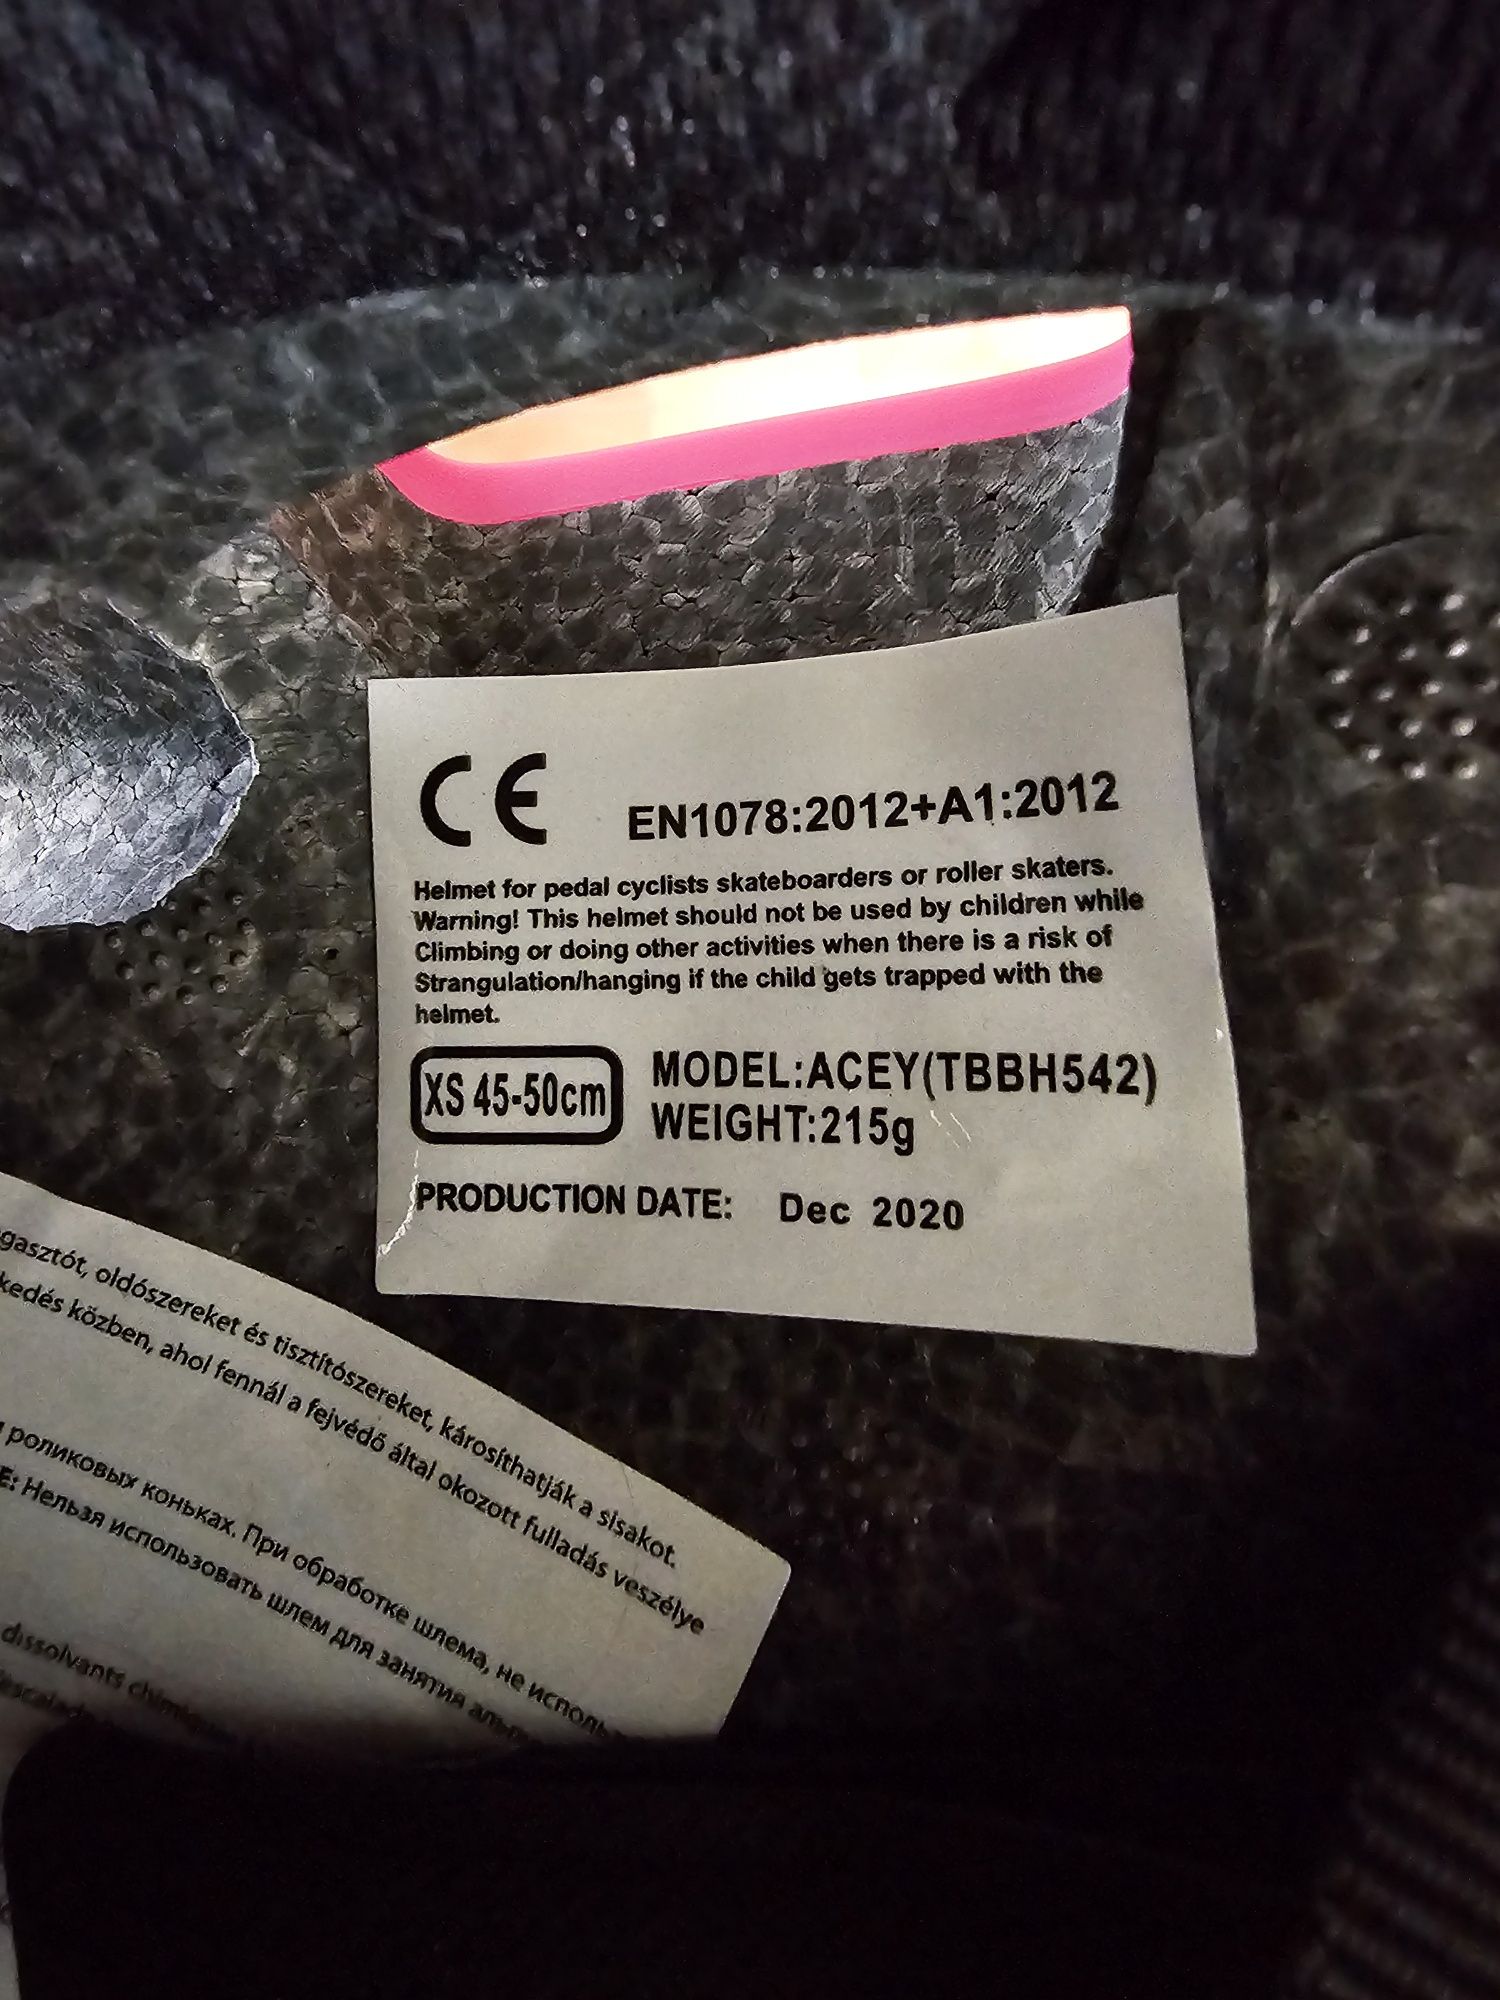 CE
EN1078:2012+A1:2012
Helmet for pedal cyclists skateboarders or roller skaters.
Warning! This helmet should not be used by children while
Climbing or doing other activities when there is a risk of
Strangulation/hanging if the child gets trapped with the
helmet.
XS 45-50cm
MODEL:ACEY(TBBH542)
WEIGHT:215g
PRODUCTION DATE: Dec 2020
gasztót, oldószereket és tisztítószereket, károsíthatják a sisakot.
kedés közben, ahol fennáll a fejvédő által okozott fulladás veszélye
роликовых коньках. При обработке шлема, не исполь
Е: Нельзя использовать шлем для занятия
dissolvants